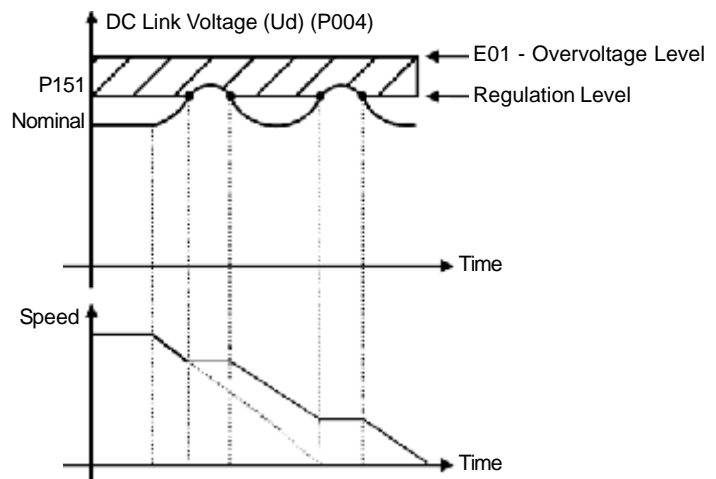 DC Link Voltage (Ud) (P004)
E01 - Overvoltage Level
P151
Regulation Level
Nominal
Time
Speed
Time